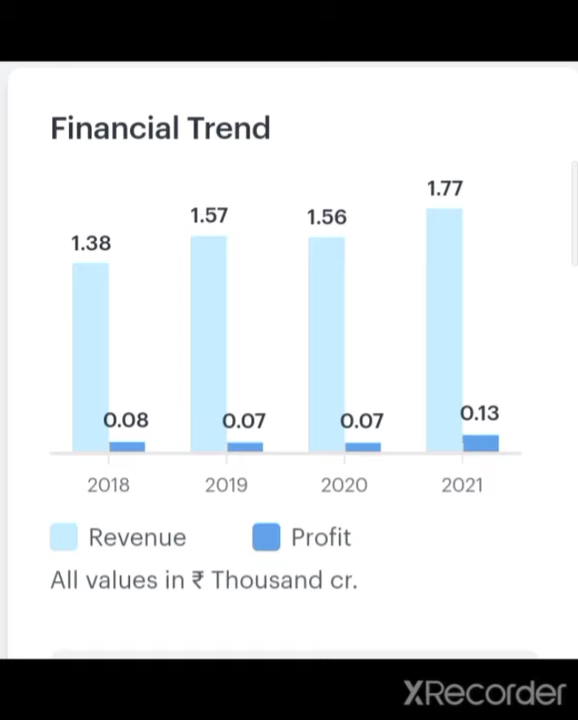 Financial Trend
1.38
1.57
1.56
1.77
0.08
0.07
0.07
0.13
2018
2019
2020
2021
Revenue
Profit
All values in ₹ Thousand cr.
XRecorder